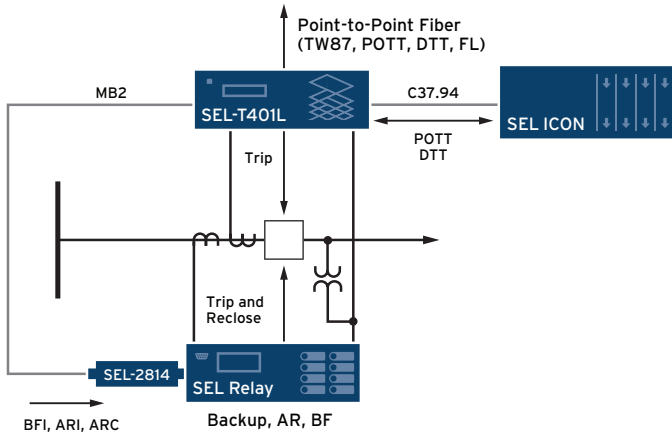 Point-to-Point Fiber
(TW87, POTT, DTT, FL)
MB2
SEL-T401L
C37.94
SEL ICON
POTT
DTT
Trip
Trip and
Reclose
SEL-2814
SEL Relay
BFI, ARI, ARC
Backup, AR, BF